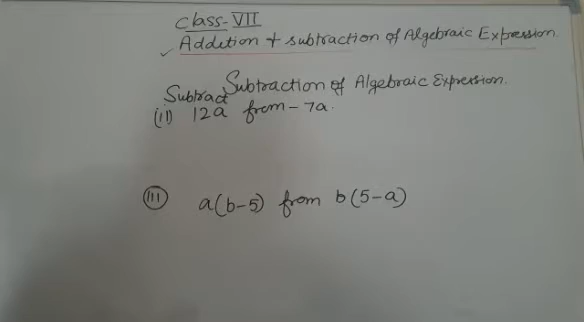 Class-VII
Addition + subtraction of Algebraic Expression.
Subtraction of Algebraic Expression.
Subtract
(II) 12a from - 7a.
(III) a(b-5) from b(5-a)